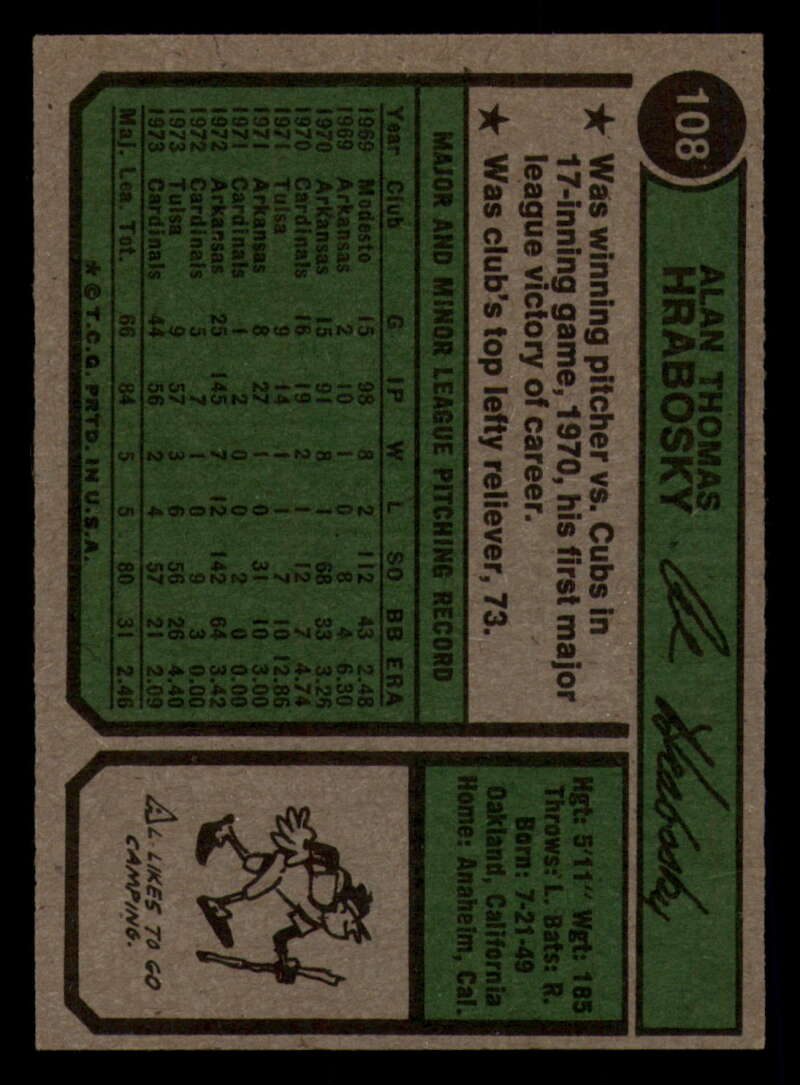 108
ALAN THOMAS
HRABOSKY
Al Hrabosky
★ Was winning pitcher vs. Cubs in
17-inning game, 1970, his first major
league victory of career.
★ Was club's top lefty reliever, 73.
Hgt: 5'11" Wgt: 185
Throws: L. Bats: R.
Born: 7-21-49
Oakland, California
Home: Anaheim, Cal.
MAJOR AND MINOR LEAGUE PITCHING RECORD
Year Club G IP W L SO BB ERA
1969 Modesto 15 98 8 2 112 43 2.48
1969 Arkansas 2 10 1 0 8 4 6.30
1970 Arkansas 15 91 8 1 68 33 3.26
1970 Cardinals 16 19 2 1 12 7 4.74
1971 Tulsa 9 14 1 1 7 10 12.86
1971 Arkansas 8 27 1 0 31 10 3.00
1971 Cardinals 1 2 0 0 2 0 0.00
1972 Arkansas 25 145 7 12 142 64 3.42
1972 Cardinals 5 7 1 0 9 3 0.00
1973 Tulsa 9 57 3 6 56 26 4.40
1973 Cardinals 44 56 2 4 57 21 2.09
Maj. Lea. Tot. 66 84 5 5 80 31 2.46
* © T.C.G. PRTD. IN U.S.A.
AL LIKES TO GO
CAMPING.